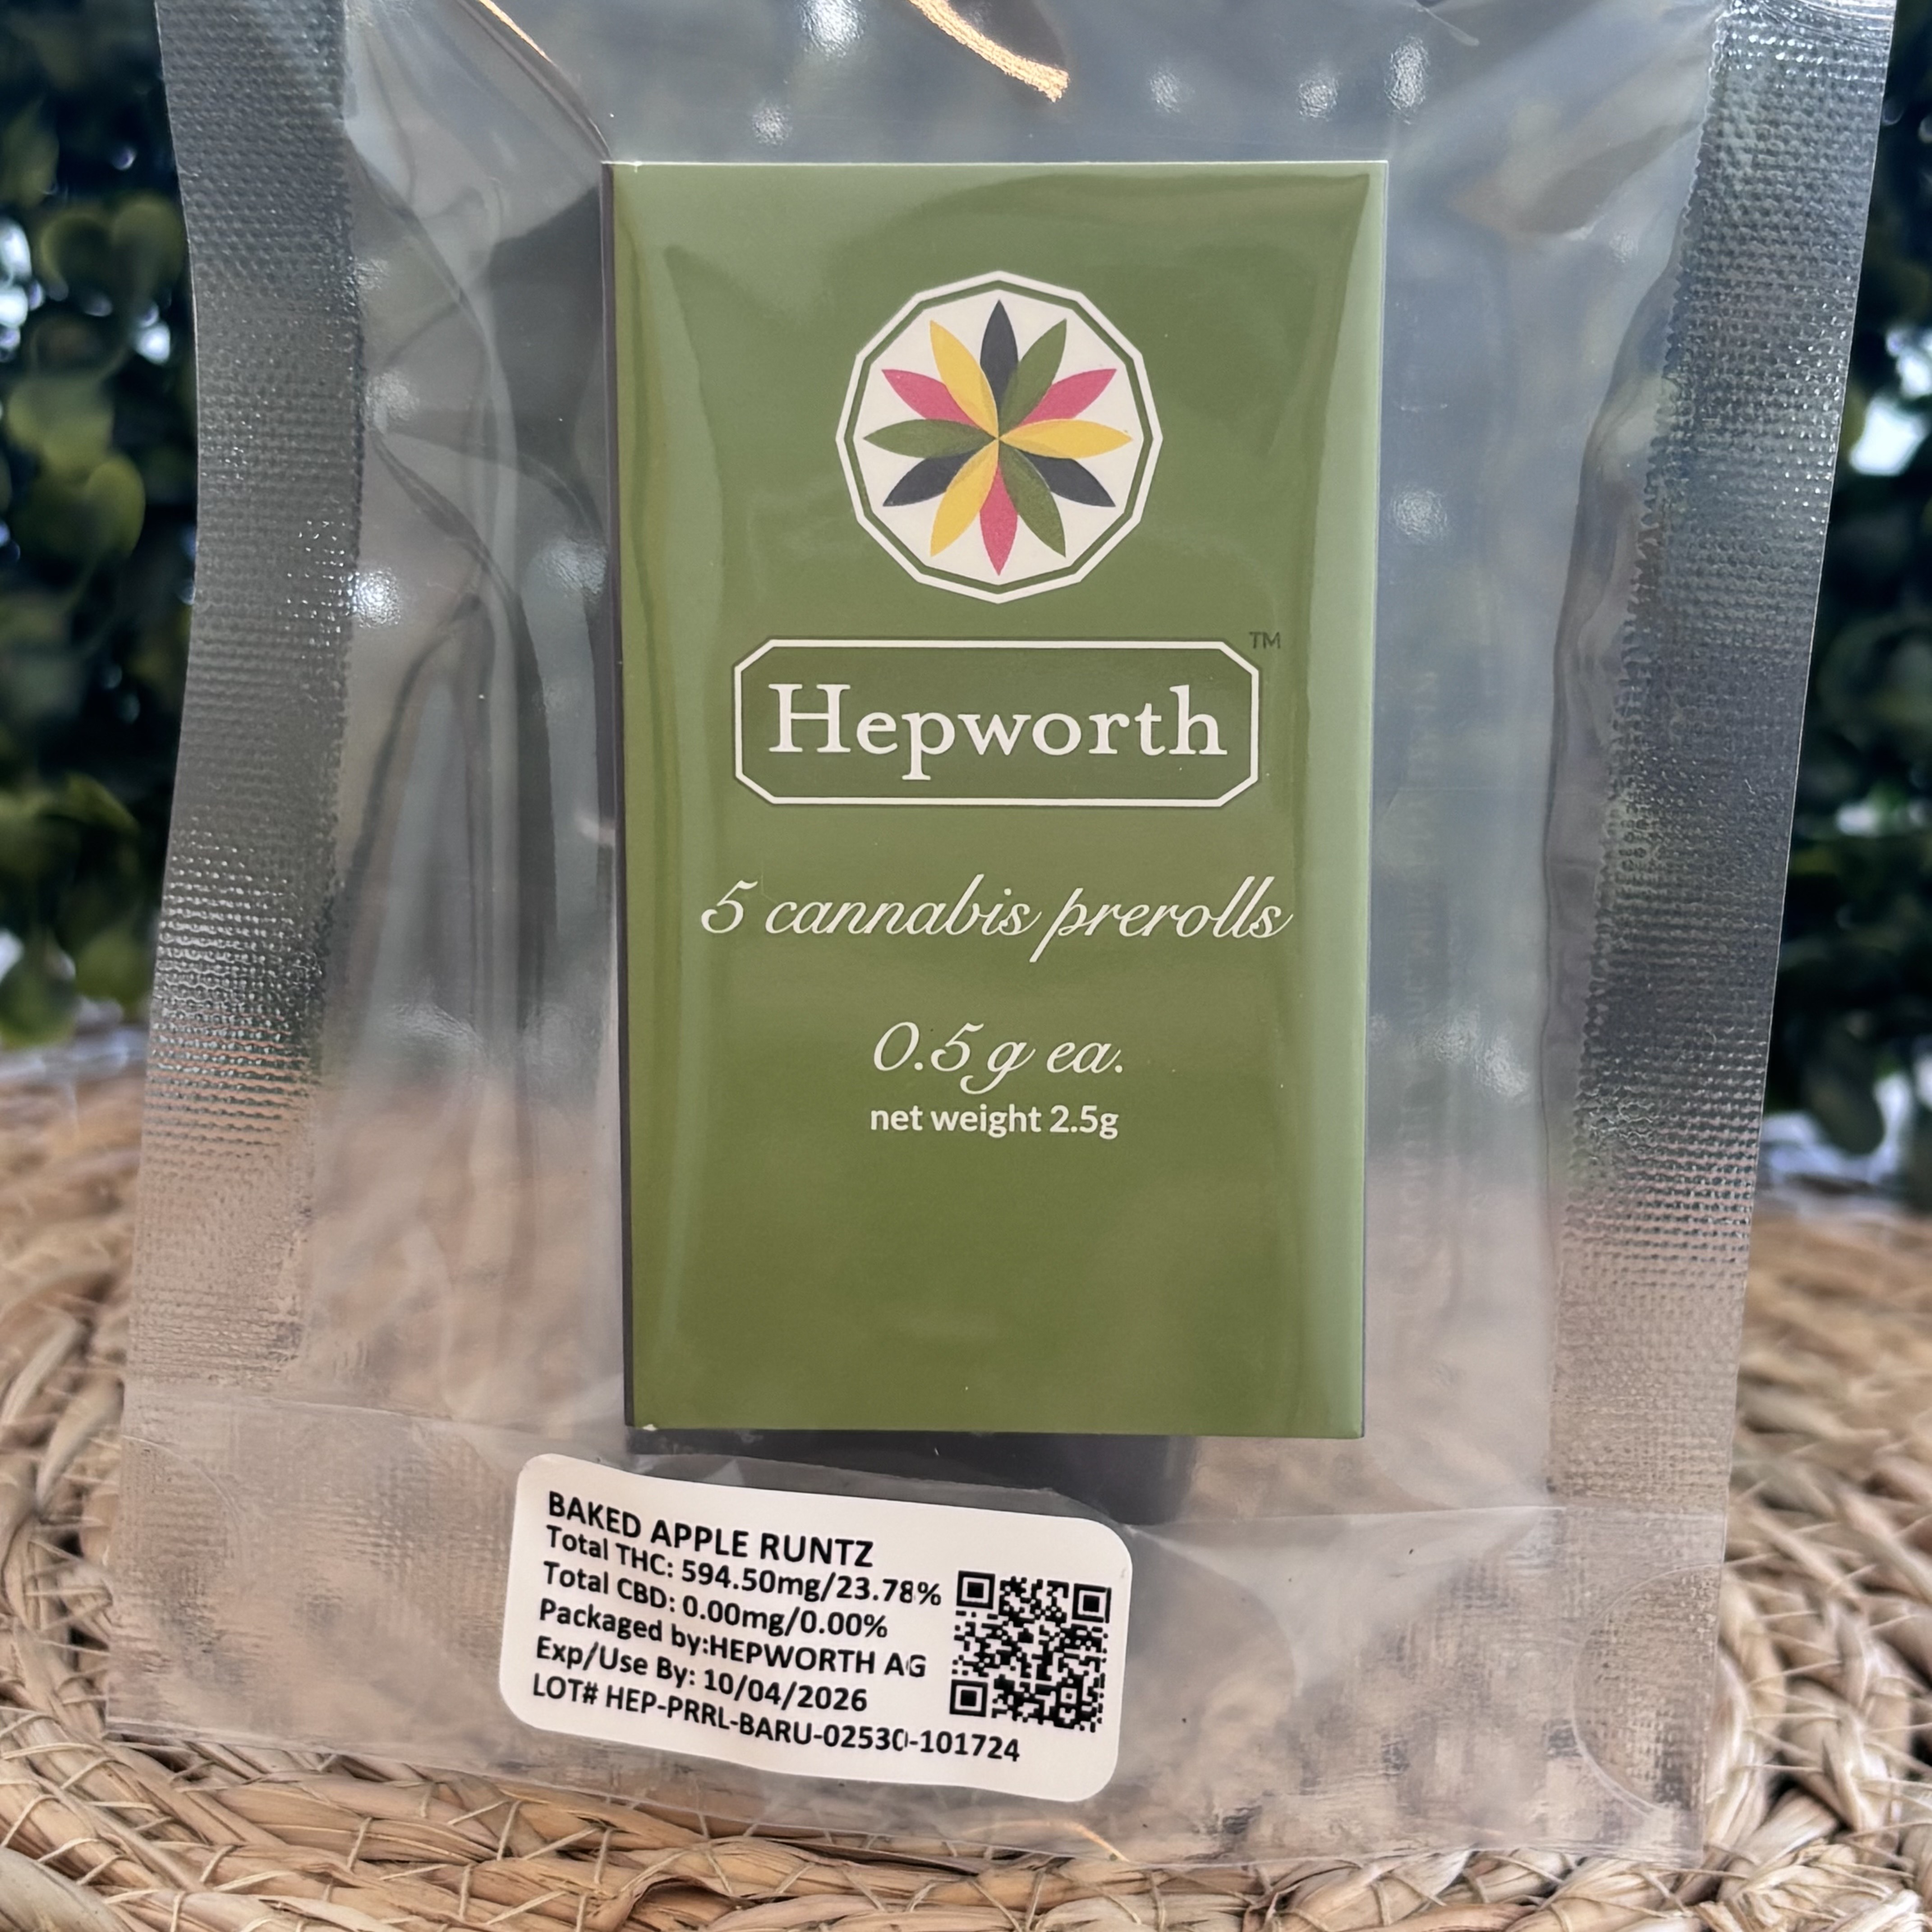 Hepworth
TM
5 cannabis prerolls
0.5 g ea.
net weight 2.5g
BAKED APPLE RUNTZ
Total THC: 594.50mg/23.78%
Total CBD: 0.00mg/0.00%
Packaged by:HEPWORTH AG
Exp/Use By: 10/04/2026
LOT# HEP-PRRL-BARU-02530-101724